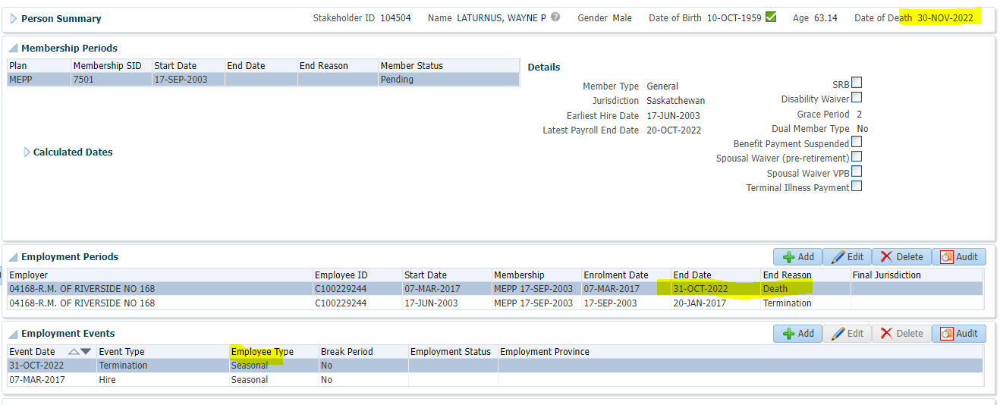 Person Summary Stakeholder ID 104504 Name LATURNUS, WAYNE P Gender Male Date of Birth 10-OCT-1959 Age 63.14 Date of Death 30-NOV-2022
Membership Periods
Plan Membership SID Start Date End Date End Reason Member Status
MEPP 7501 17-SEP-2003 Pending
Details
Member Type General SRB
Jurisdiction Saskatchewan Disability Waiver
Earliest Hire Date 17-JUN-2003 Grace Period 2
Latest Payroll End Date 20-OCT-2022 Dual Member Type No
Benefit Payment Suspended
Calculated Dates
Spousal Waiver (pre-retirement)
Spousal Waiver VPB
Terminal Illness Payment
Employment Periods Add Edit Delete Audit
Employer Employee ID Start Date Membership Enrolment Date End Date End Reason Final Jurisdiction
04168-R.M. OF RIVERSIDE NO 168 C100229244 07-MAR-2017 MEPP 17-SEP-2003 07-MAR-2017 31-OCT-2022 Death
04168-R.M. OF RIVERSIDE NO 168 C100229244 17-JUN-2003 MEPP 17-SEP-2003 17-SEP-2003 20-JAN-2017 Termination
Employment Events Add Edit Delete Audit
Event Date Event Type Employee Type Break Period Employment Status Employment Province
31-OCT-2022 Termination Seasonal No
07-MAR-2017 Hire Seasonal No